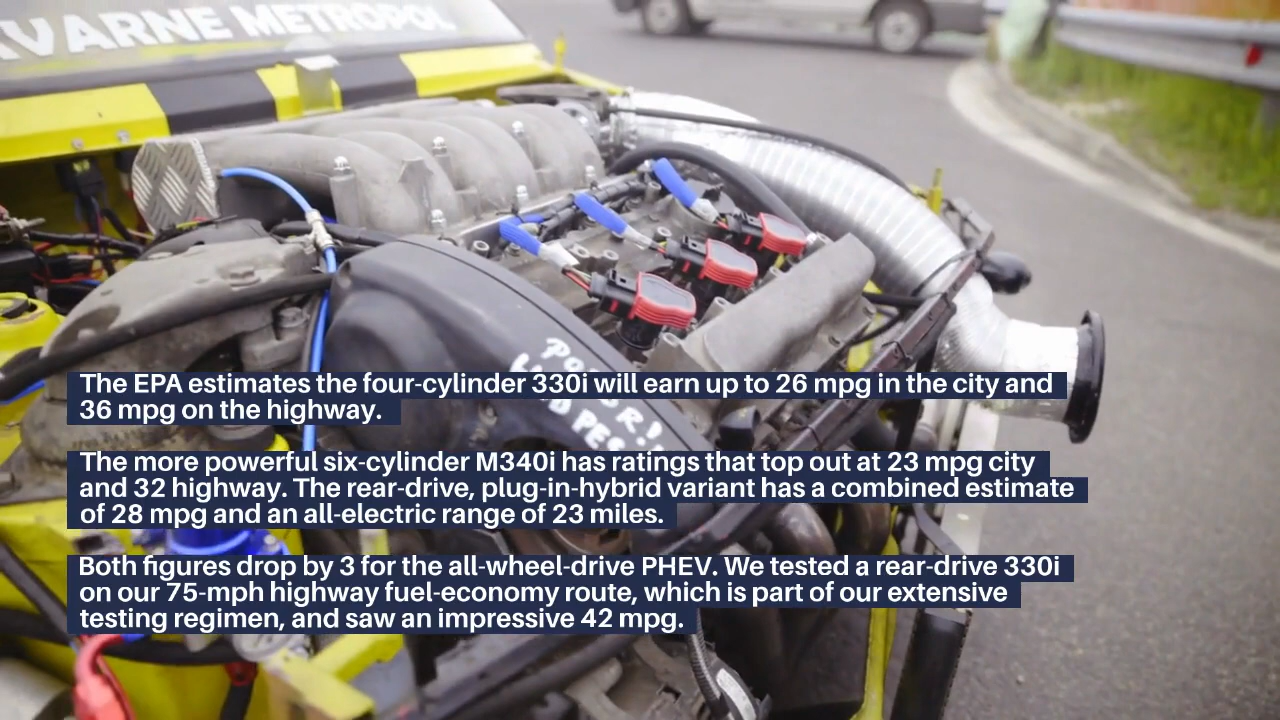 VARNE METROPOL
The EPA estimates the four-cylinder 330i will earn up to 26 mpg in the city and
36 mpg on the highway.
The more powerful six-cylinder M340i has ratings that top out at 23 mpg city
and 32 highway. The rear-drive, plug-in-hybrid variant has a combined estimate
of 28 mpg and an all-electric range of 23 miles.
Both figures drop by 3 for the all-wheel-drive PHEV. We tested a rear-drive 330i
on our 75-mph highway fuel-economy route, which is part of our extensive
testing regimen, and saw an impressive 42 mpg.